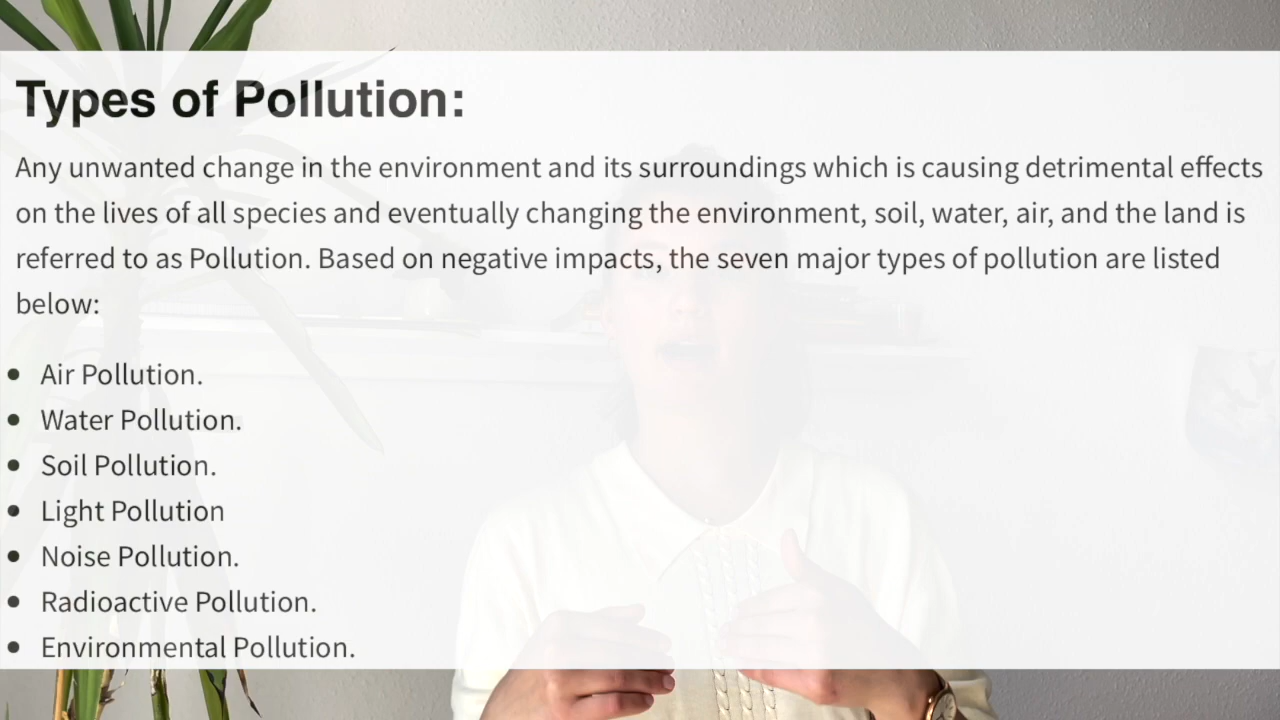 Types of Pollution:
Any unwanted change in the environment and its surroundings which is causing detrimental effects
on the lives of all species and eventually changing the environment, soil, water, air, and the land is
referred to as Pollution. Based on negative impacts, the seven major types of pollution are listed
below:
• Air Pollution.
• Water Pollution.
• Soil Pollution.
• Light Pollution
• Noise Pollution.
• Radioactive Pollution.
• Environmental Pollution.